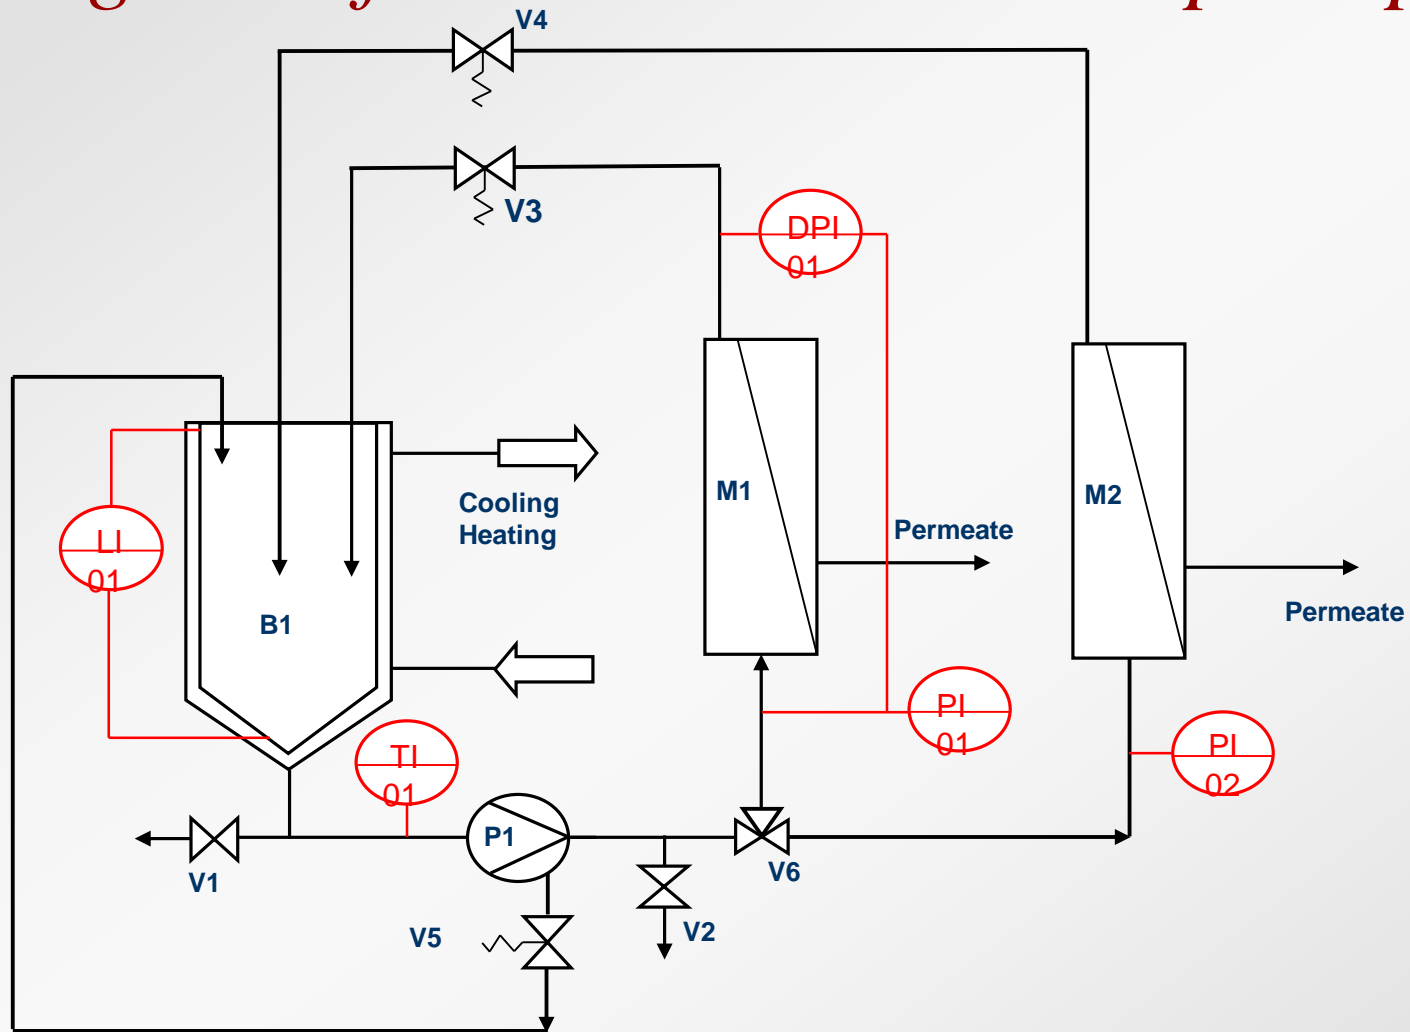 V4
V3
DPI
01
Cooling
Heating
M1
M2
Permeate
LI
01
Permeate
B1
PI
01
TI
01
PI
02
P1
V6
V1
V5
V2